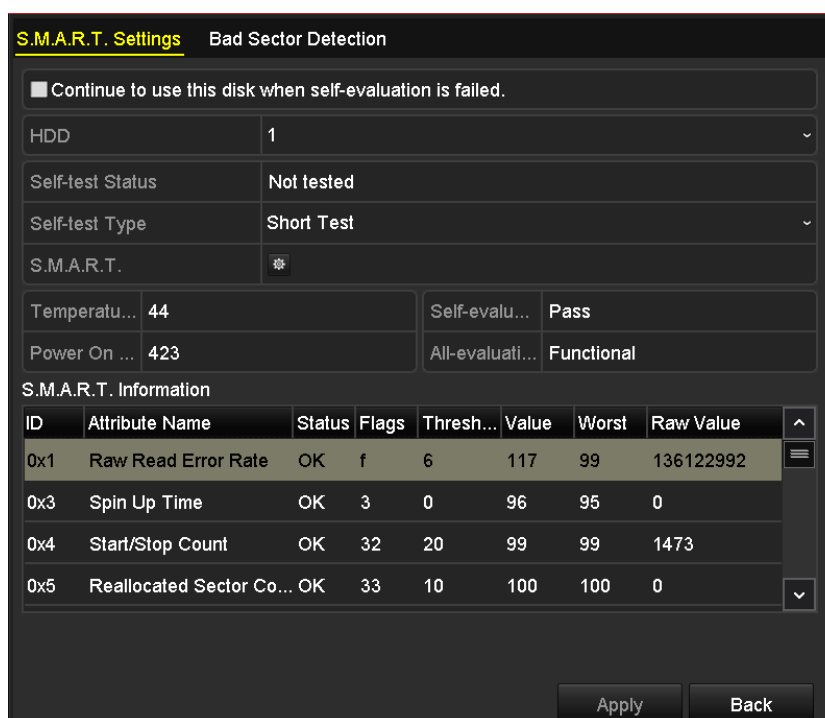 S.M.A.R.T. Settings Bad Sector Detection
Continue to use this disk when self-evaluation is failed.
HDD 1
Self-test Status Not tested
Self-test Type Short Test
S.M.A.R.T.
Temperatu... 44 Self-evalu... Pass
Power On ... 423 All-evaluati... Functional
S.M.A.R.T. Information
ID Attribute Name Status Flags Thresh... Value Worst Raw Value
0x1 Raw Read Error Rate OK f 6 117 99 136122992
0x3 Spin Up Time OK 3 0 96 95 0
0x4 Start/Stop Count OK 32 20 99 99 1473
0x5 Reallocated Sector Co... OK 33 10 100 100 0
Apply Back